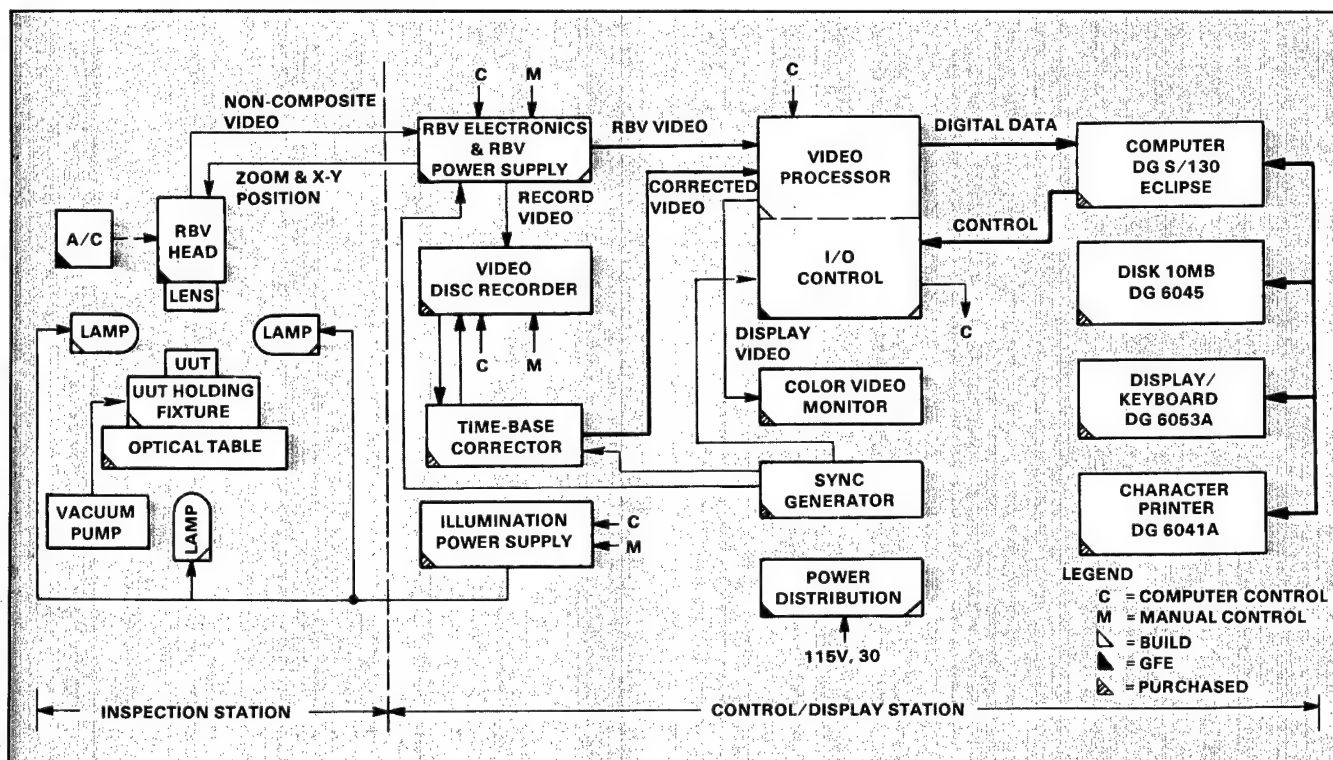 C
M
C
NON-COMPOSITE
VIDEO
RBV ELECTRONICS
& RBV
POWER SUPPLY
RBV VIDEO
VIDEO
PROCESSOR
DIGITAL DATA
COMPUTER
DG S/130
ECLIPSE
ZOOM & X-Y
POSITION
RECORD
VIDEO
CORRECTED
VIDEO
A/C
RBV
HEAD
LENS
VIDEO
DISC RECORDER
I/O
CONTROL
CONTROL
DISK 10MB
DG 6045
LAMP
LAMP
C
M
C
DISPLAY
VIDEO
UUT
UUT HOLDING
FIXTURE
OPTICAL TABLE
TIME-BASE
CORRECTOR
COLOR VIDEO
MONITOR
DISPLAY/
KEYBOARD
DG 6053A
VACUUM
PUMP
LAMP
ILLUMINATION
POWER SUPPLY
C
M
SYNC
GENERATOR
CHARACTER
PRINTER
DG 6041A
POWER
DISTRIBUTION
115V, 30
LEGEND
C = COMPUTER CONTROL
M = MANUAL CONTROL
= BUILD
= GFE
= PURCHASED
INSPECTION STATION
CONTROL/DISPLAY STATION